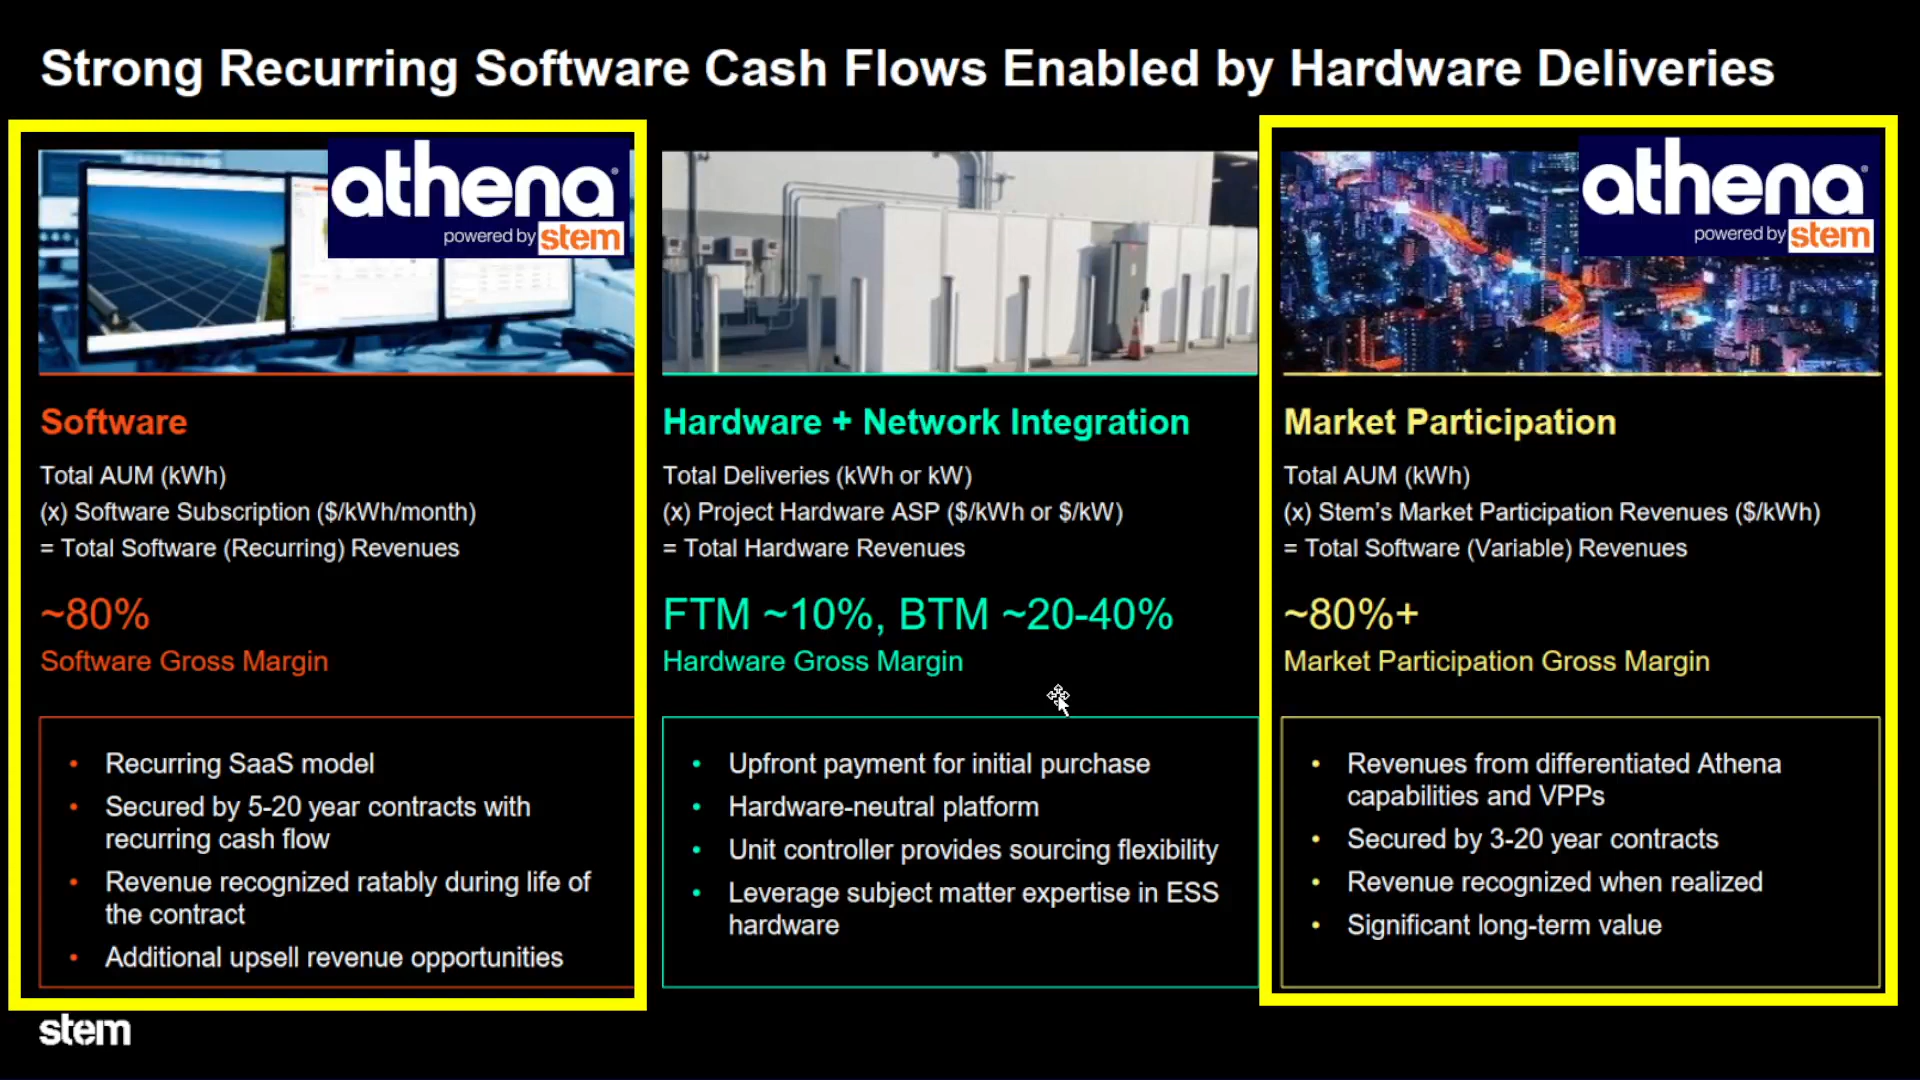 Strong Recurring Software Cash Flows Enabled by Hardware Deliveries
athena®
powered by stem
athena®
powered by stem
Software
Total AUM (kWh)
(x) Software Subscription ($/kWh/month)
= Total Software (Recurring) Revenues
~80%
Software Gross Margin
• Recurring SaaS model
• Secured by 5-20 year contracts with
recurring cash flow
• Revenue recognized ratably during life of
the contract
• Additional upsell revenue opportunities
Hardware + Network Integration
Total Deliveries (kWh or kW)
(x) Project Hardware ASP ($/kWh or $/kW)
= Total Hardware Revenues
FTM ~10%, BTM ~20-40%
Hardware Gross Margin
• Upfront payment for initial purchase
• Hardware-neutral platform
• Unit controller provides sourcing flexibility
• Leverage subject matter expertise in ESS
hardware
Market Participation
Total AUM (kWh)
(x) Stem's Market Participation Revenues ($/kWh)
= Total Software (Variable) Revenues
~80%+
Market Participation Gross Margin
• Revenues from differentiated Athena
capabilities and VPPs
• Secured by 3-20 year contracts
• Revenue recognized when realized
• Significant long-term value
stem